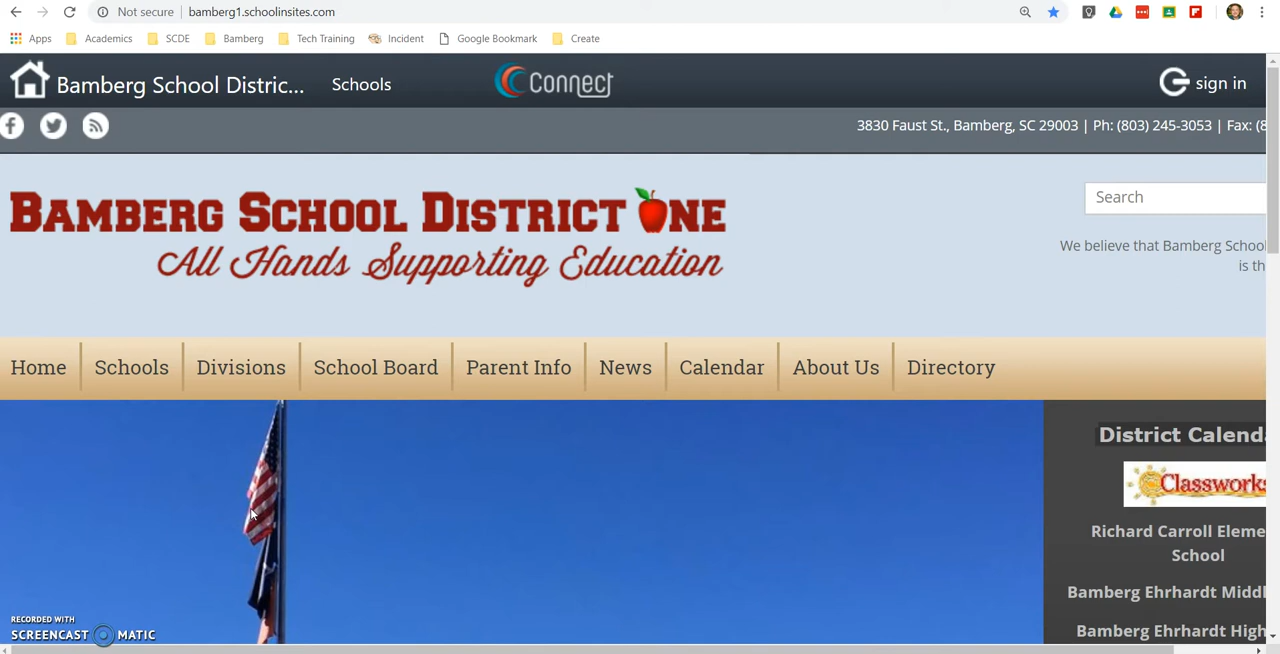 Not secure | bamberg1.schoolinsites.com
Apps Academics SCDE Bamberg Tech Training Incident Google Bookmark Create
Bamberg School Distric... Schools Connect sign in
3830 Faust St., Bamberg, SC 29003 | Ph: (803) 245-3053 | Fax: (8
BAMBERG SCHOOL DISTRICT ONE
All Hands Supporting Education
Search
We believe that Bamberg School
is th
Home Schools Divisions School Board Parent Info News Calendar About Us Directory
District Calenda
Classworks
Richard Carroll Eleme
School
Bamberg Ehrhardt Middl
Bamberg Ehrhardt High
RECORDED WITH
SCREENCAST MATIC